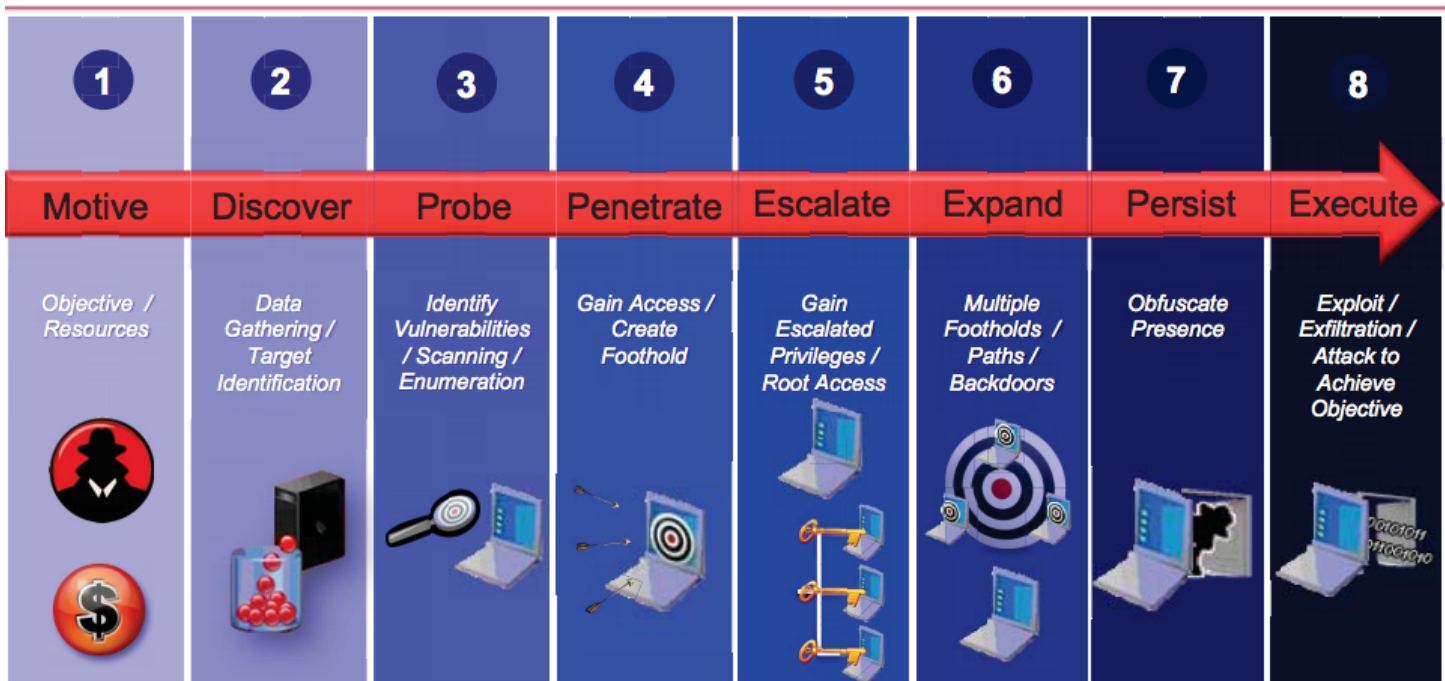 1 2 3 4 5 6 7 8
Motive Discover Probe Penetrate Escalate Expand Persist Execute
Objective /
Resources
Data
Gathering /
Target
Identification
Identify
Vulnerabilities
/ Scanning /
Enumeration
Gain Access /
Create
Foothold
Gain
Escalated
Privileges /
Root Access
Multiple
Footholds /
Paths /
Backdoors
Obfuscate
Presence
Exploit /
Exfiltration /
Attack to
Achieve
Objective
$
00101011
011001010